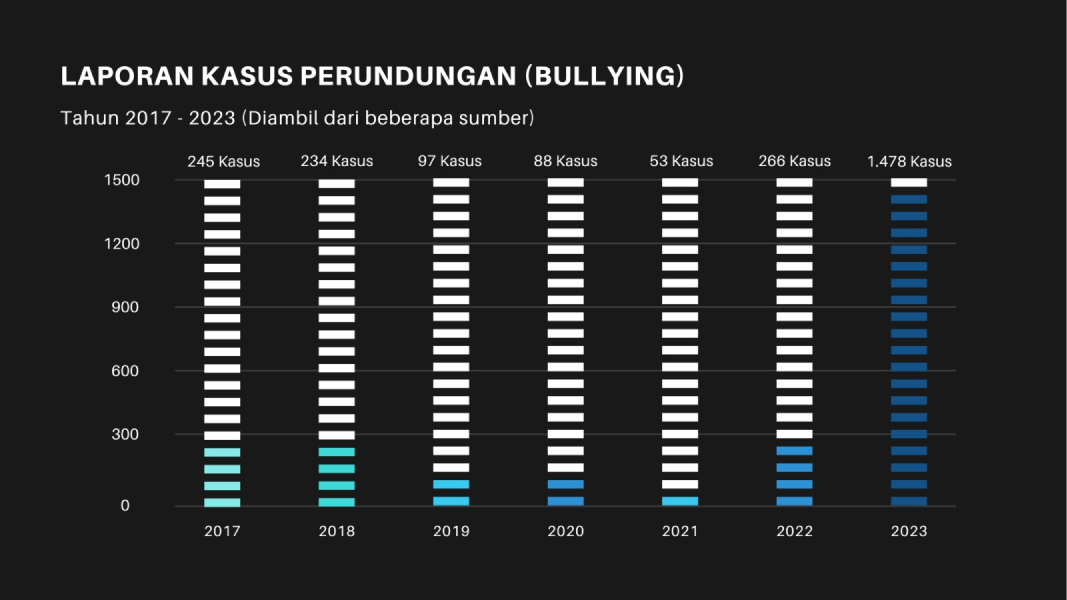 LAPORAN KASUS PERUNDUNGAN (BULLYING)
Tahun 2017 - 2023 (Diambil dari beberapa sumber)
245 Kasus 234 Kasus 97 Kasus 88 Kasus 53 Kasus 266 Kasus 1.478 Kasus
1500
1200
900
600
300
0
2017 2018 2019 2020 2021 2022 2023